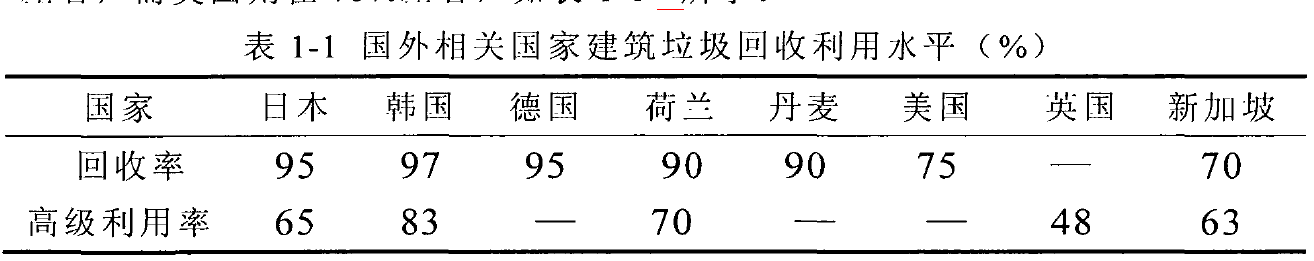 表 1-1 国外相关国家建筑垃圾回收利用水平（%）
国家 日本 韩国 德国 荷兰 丹麦 美国 英国 新加坡
回收率 95 97 95 90 90 75 — 70
高级利用率 65 83 — 70 — — 48 63